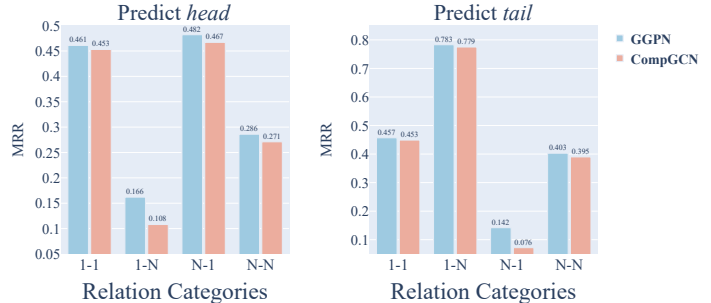 Predict head
0.5
0.45
0.4
0.35
0.3
0.25
0.2
0.15
0.1
0.05
MRR
0.461
0.453
0.166
0.108
0.482
0.467
0.286
0.271
1-1
1-N
N-1
N-N
Relation Categories
Predict tail
0.8
0.7
0.6
0.5
0.4
0.3
0.2
0.1
MRR
0.457
0.453
0.783
0.779
0.142
0.076
0.403
0.395
1-1
1-N
N-1
N-N
Relation Categories
GGPN
CompGCN